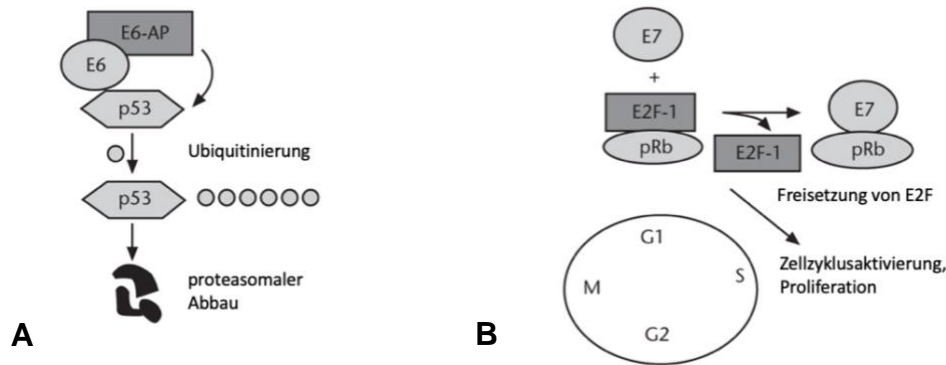 E6-AP
E6
p53
Ubiquitinierung
p53
proteasomaler
Abbau
A
E7
+
E2F-1
pRb
E2F-1
E7
pRb
Freisetzung von E2F
Zellzyklusaktivierung,
Proliferation
G1
S
M
G2
B